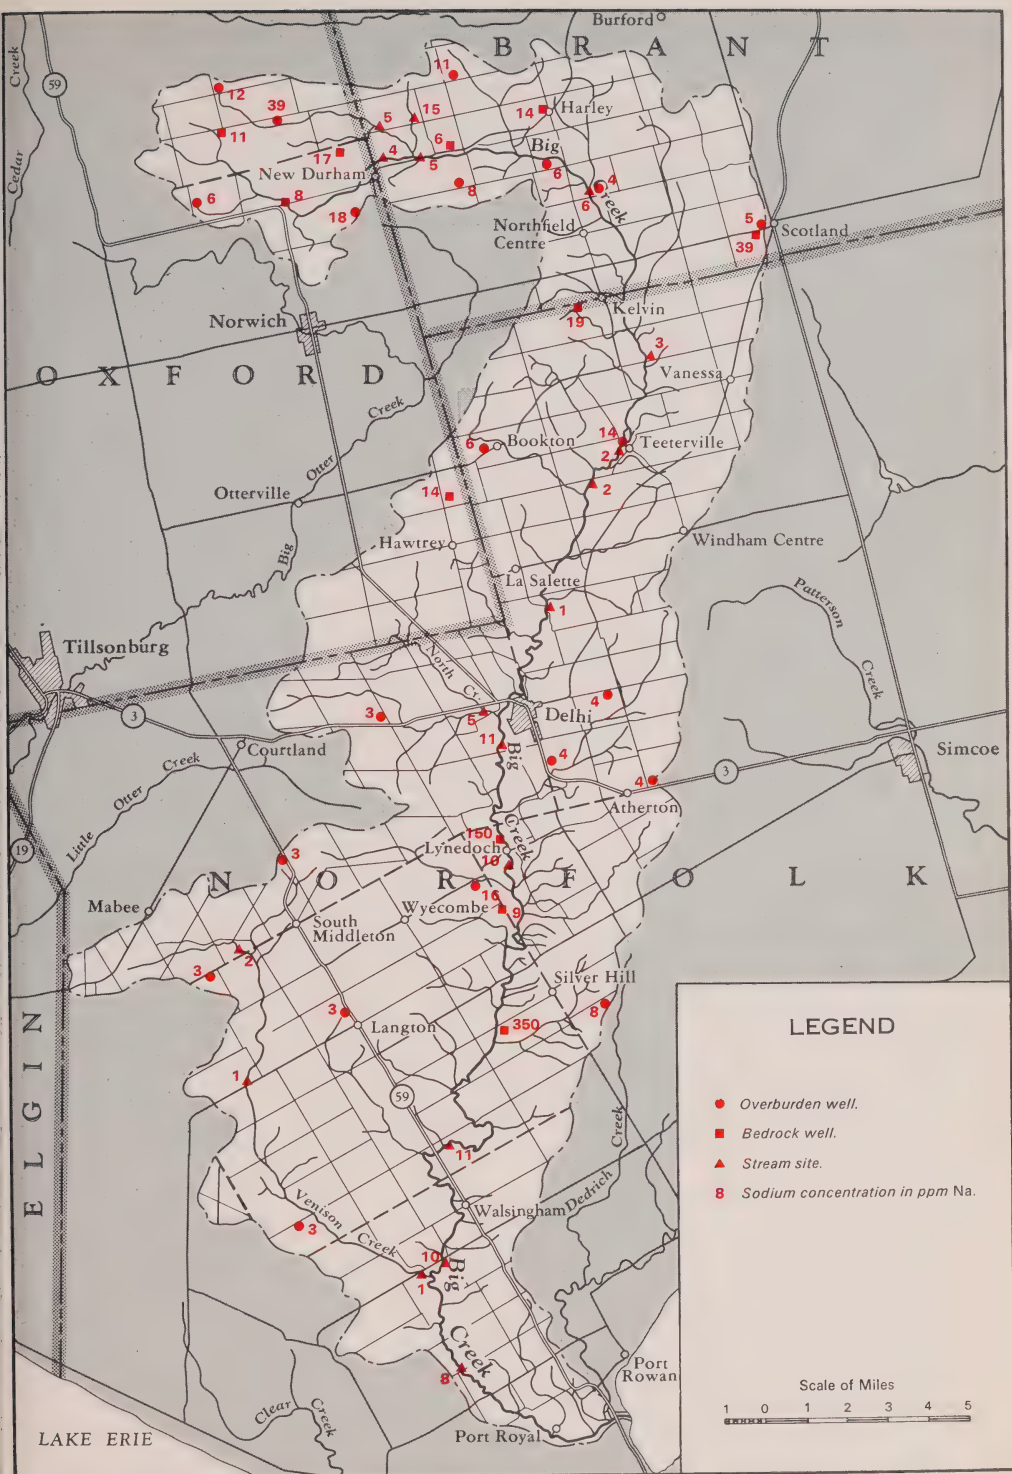 Burford
B R A N T
Creek
59
11
12
39
15
5
14
Harley
11
6
Big
17
4
5
New Durham
6
4
Cedar
8
6
Creek
6
8
18
5
Northfield
Centre
Scotland
39
Norwich
19
Kelvin
3
O X F O R D
Vanessa
Creek
14
6
Bookton
Teeterville
2
Otter
14
2
Otterville
Hawtrey
Windham Centre
Big
La Salette
Patterson
1
Tillsonburg
North
Cr.
Creek
4
3
3
5
Delhi
11
Courtland
Big
Simcoe
Creek
4
4
3
Otter
Atherton
Little
150
Creek
19
Lynedoch
3
10
N O R F O L K
16
Mabee
Wyecombe
9
South
Middleton
2
3
Silver Hill
3
8
Langton
350
ELGIN
1
59
Creek
11
Venison
Dedrich
Walsingham
3
Creek
10
Big
1
Creek
Port
Rowan
8
Clear
Creek
Port Royal
LAKE ERIE
LEGEND
Overburden well.
Bedrock well.
Stream site.
8 Sodium concentration in ppm Na.
Scale of Miles
1 0 1 2 3 4 5